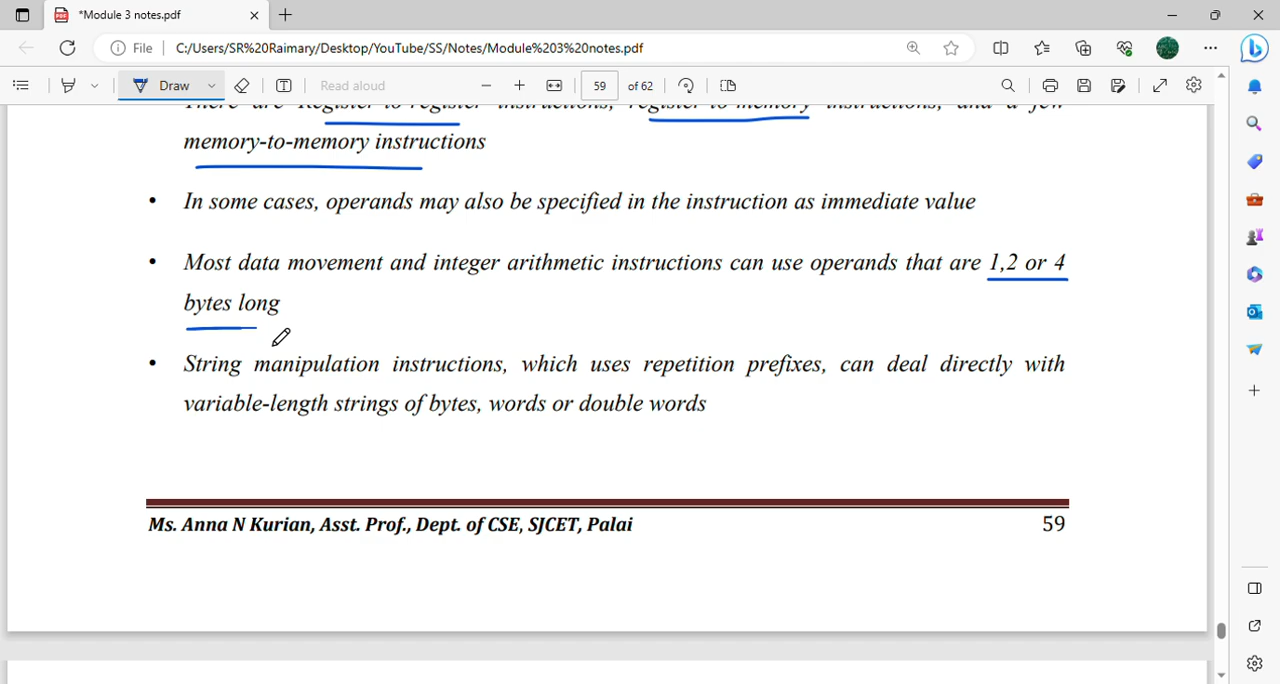 *Module 3 notes.pdf
File C:/Users/SR%20Raimary/Desktop/YouTube/SS/Notes/Module%203%20notes.pdf
Draw Read aloud 59 of 62
There are Register-to-register instructions, register-to-memory instructions, and a few
memory-to-memory instructions
• In some cases, operands may also be specified in the instruction as immediate value
• Most data movement and integer arithmetic instructions can use operands that are 1,2 or 4
bytes long
• String manipulation instructions, which uses repetition prefixes, can deal directly with
variable-length strings of bytes, words or double words
Ms. Anna N Kurian, Asst. Prof., Dept. of CSE, SJCET, Palai 59